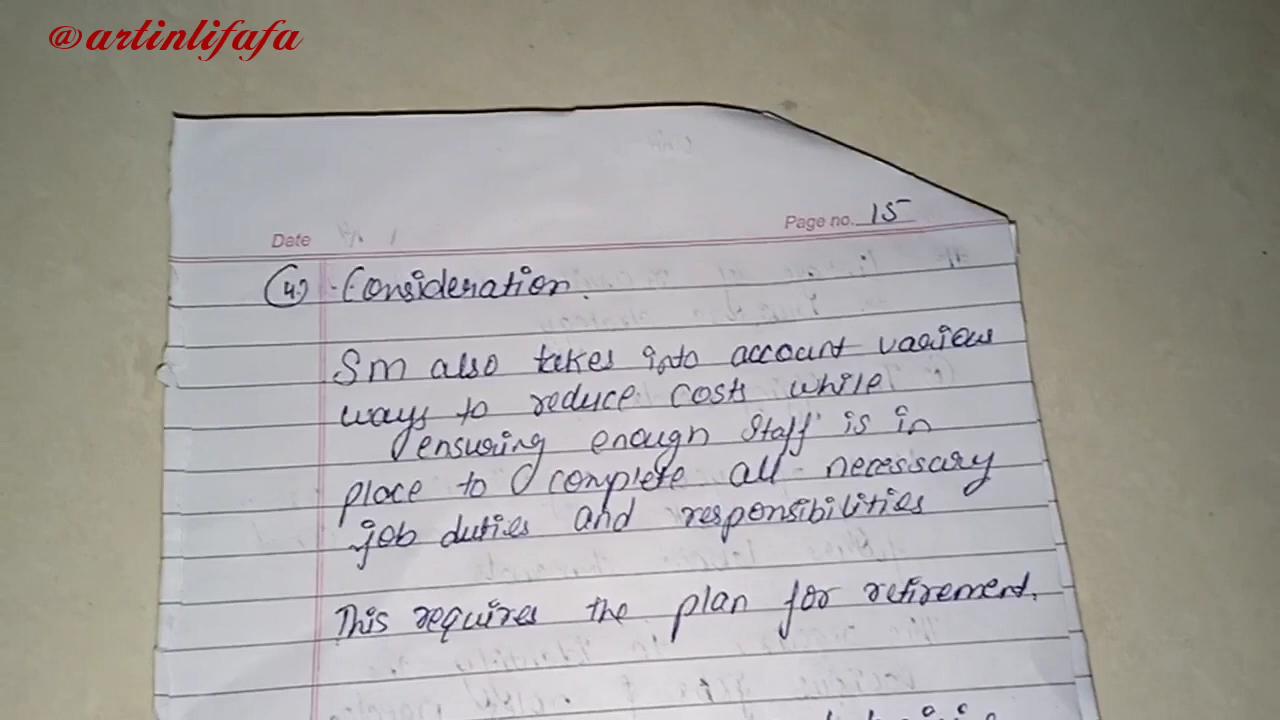 @artinlifafa
Date
Page no. 15
(4) Consideration.
SM also takes into account various
ways to reduce costs while
ensuring enough staff is in
place to complete all necessary
job duties and responsibilities
This requires the plan for retirement.